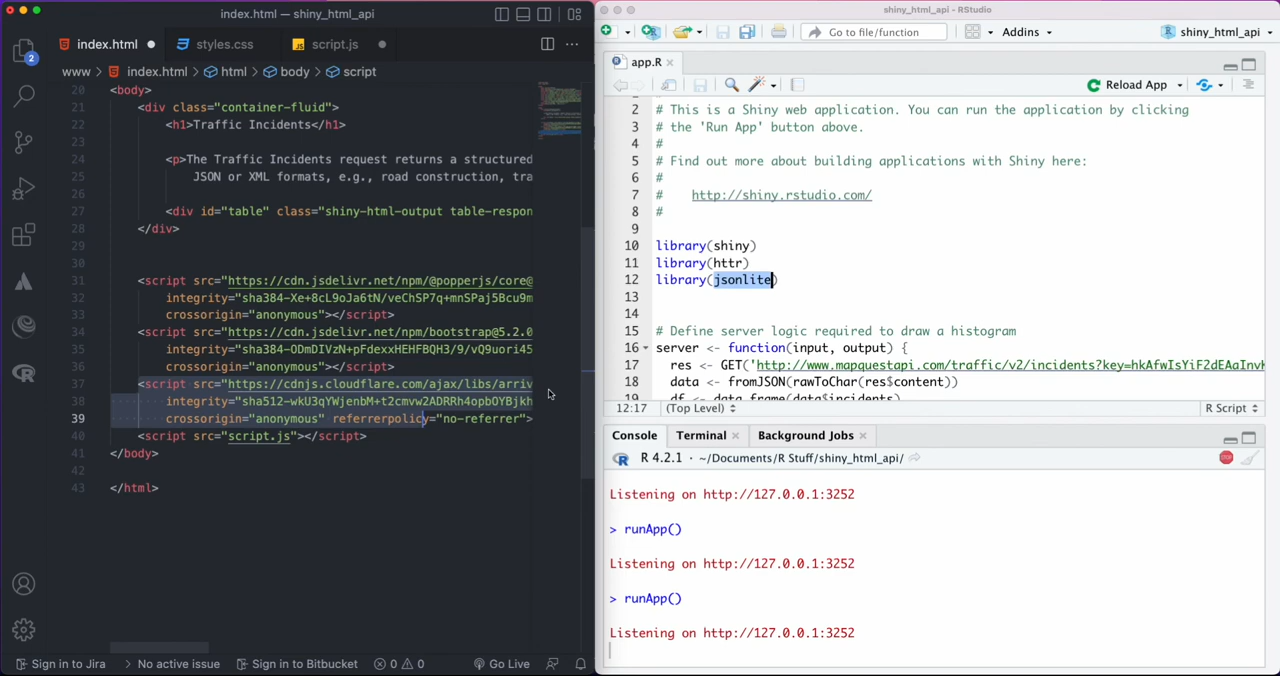 index.html — shiny_html_api
index.html
styles.css
script.js
www > index.html > html > body > script
2
20 <body>
21 <div class="container-fluid">
22 <h1>Traffic Incidents</h1>
23
24 <p>The Traffic Incidents request returns a structured
25 JSON or XML formats, e.g., road construction, tra
26
27 <div id="table" class="shiny-html-output table-respon
28 </div>
29
30
31 <script src="https://cdn.jsdelivr.net/npm/@popperjs/core@
32 integrity="sha384-Xe+8cL9oJa6tN/veChSP7q+mnSPaj5Bcu9m
33 crossorigin="anonymous"></script>
34 <script src="https://cdn.jsdelivr.net/npm/bootstrap@5.2.0
35 integrity="sha384-ODmDIVzN+pFdexxHEHFBQH3/9/vQ9uori45
36 crossorigin="anonymous"></script>
37 <script src="https://cdnjs.cloudflare.com/ajax/libs/arriv
38 integrity="sha512-wkU3qYWjenbM+t2cmvw2ADRRh4opbOYBjkh
39 crossorigin="anonymous" referrerpolicy="no-referrer">
40 <script src="script.js"></script>
41 </body>
42
43 </html>
Sign in to Jira
No active issue
Sign in to Bitbucket
0 0
Go Live
shiny_html_api - RStudio
Go to file/function
Addins
shiny_html_api
app.R
Reload App
2 # This is a Shiny web application. You can run the application by clicking
3 # the 'Run App' button above.
4 #
5 # Find out more about building applications with Shiny here:
6 #
7 # http://shiny.rstudio.com/
8 #
9
10 library(shiny)
11 library(httr)
12 library(jsonlite)
13
14
15 # Define server logic required to draw a histogram
16 server <- function(input, output) {
17 res <- GET('http://www.mapquestapi.com/traffic/v2/incidents?key=hkAfwIsYiF2dEAaInvK
18 data <- fromJSON(rawToChar(res$content))
19 df <- data.frame(data$incidents)
12:17 (Top Level) R Script
Console Terminal Background Jobs
R 4.2.1 · ~/Documents/R Stuff/shiny_html_api/
Listening on http://127.0.0.1:3252
> runApp()
Listening on http://127.0.0.1:3252
> runApp()
Listening on http://127.0.0.1:3252